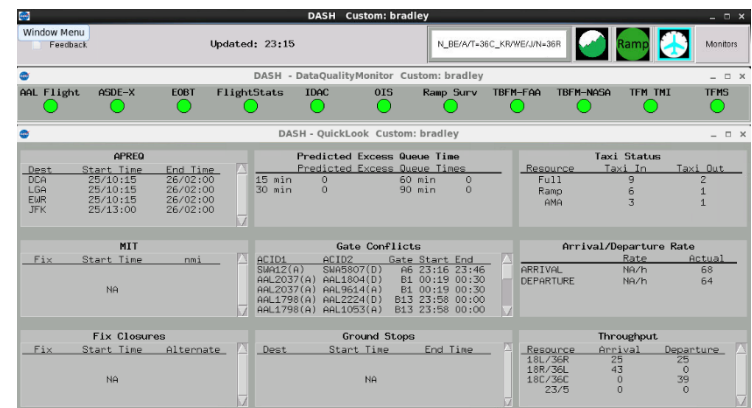 DASH Custom: bradley
Window Menu
Feedback
Updated: 23:15
N_BE/A/T=36C_KR/WE/J/N=36R
Ramp
Monitors
DASH - DataQualityMonitor Custom: bradley
AAL Flight ASDE-X EOBT FlightStats IDAC OIS Ramp Surv TBFM-FAA TBFM-NASA TFM TMI TFMS
DASH - QuickLook Custom: bradley
APREQ
Dest Start Time End Time
DCA 25/10:15 26/02:00
LGA 25/10:15 26/02:00
EWR 25/10:15 26/02:00
JFK 25/13:00 26/02:00
Predicted Excess Queue Time
Predicted Excess Queue Times
15 min 0 60 min 0
30 min 0 90 min 0
Taxi Status
Resource Taxi In Taxi Out
Full 9 2
Ramp 6 1
AMA 3 1
MIT
Fix Start Time nmi
NA
Gate Conflicts
ACID1 ACID2 Gate Start End
SWA12(A) SWA5807(D) A6 23:16 23:46
AAL2037(A) AAL1804(D) B1 00:19 00:30
AAL2037(A) AAL9614(A) B1 00:19 00:30
AAL1798(A) AAL2224(D) B13 23:58 00:00
AAL1798(A) AAL1053(A) B13 23:58 00:00
Arrival/Departure Rate
Rate Actual
ARRIVAL NA/h 68
DEPARTURE NA/h 64
Fix Closures
Fix Start Time Alternate
NA
Ground Stops
Dest Start Time End Time
NA
Throughput
Resource Arrival Departure
18L/36R 25 25
18R/36L 43 0
18C/36C 0 39
23/5 0 0